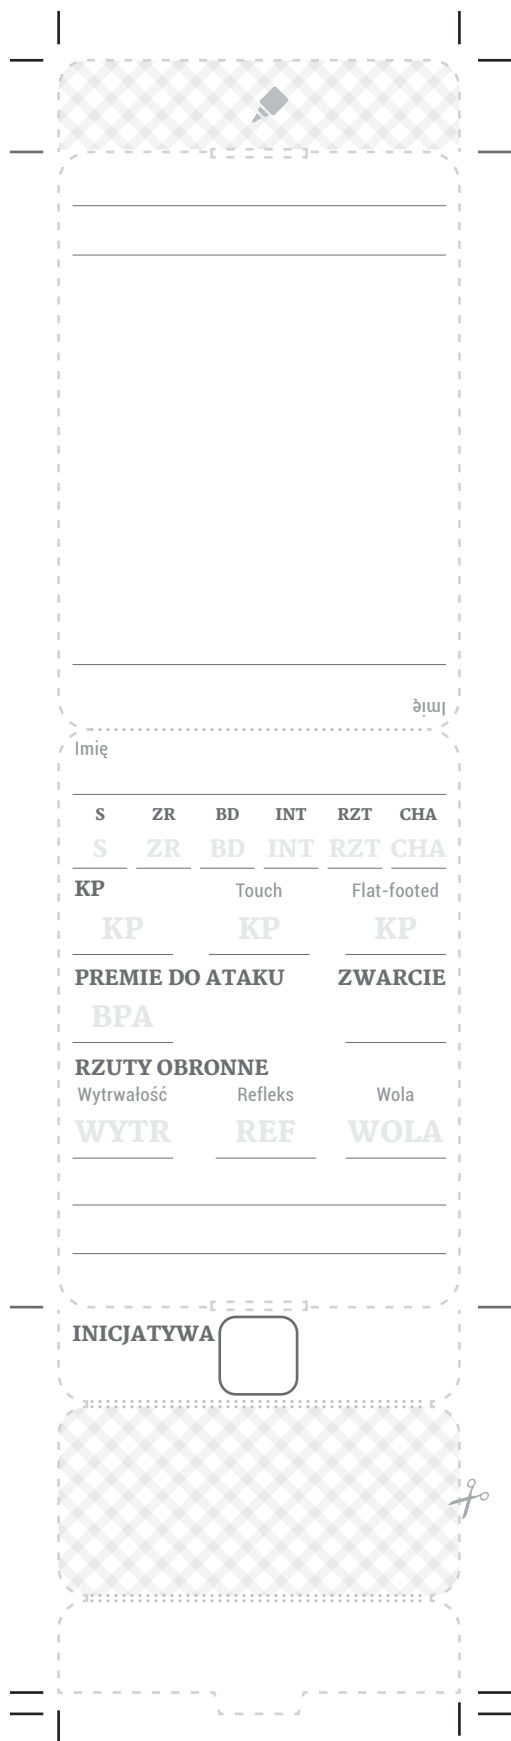 Imię
Imię
S ZR BD INT RZT CHA
S ZR BD INT RZT CHA
KP Touch Flat-footed
KP KP KP
PREMIE DO ATAKU ZWARCIE
BPA
RZUTY OBRONNE
Wytrwałość Refleks Wola
WYTR REF WOLA
INICJATYWA